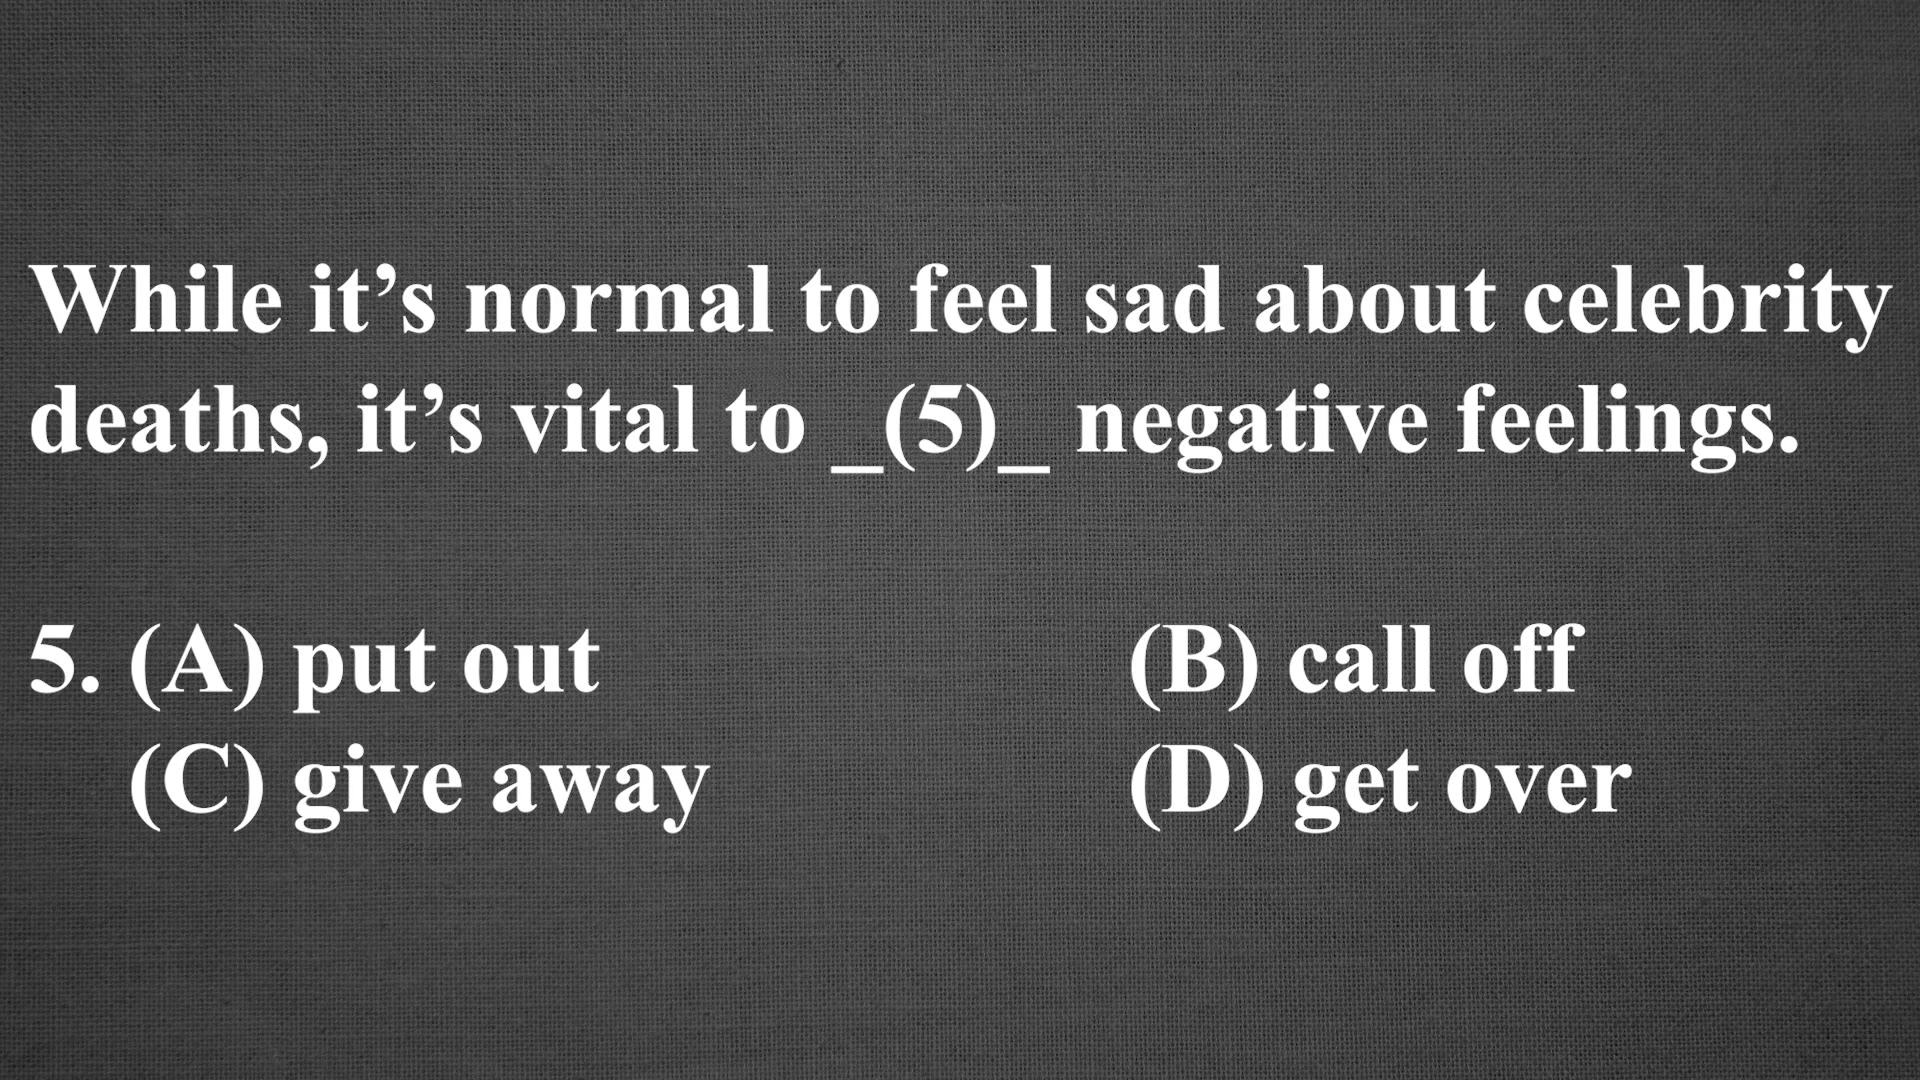 While it’s normal to feel sad about celebrity
deaths, it’s vital to _(5)_ negative feelings.
5. (A) put out (B) call off
(C) give away (D) get over